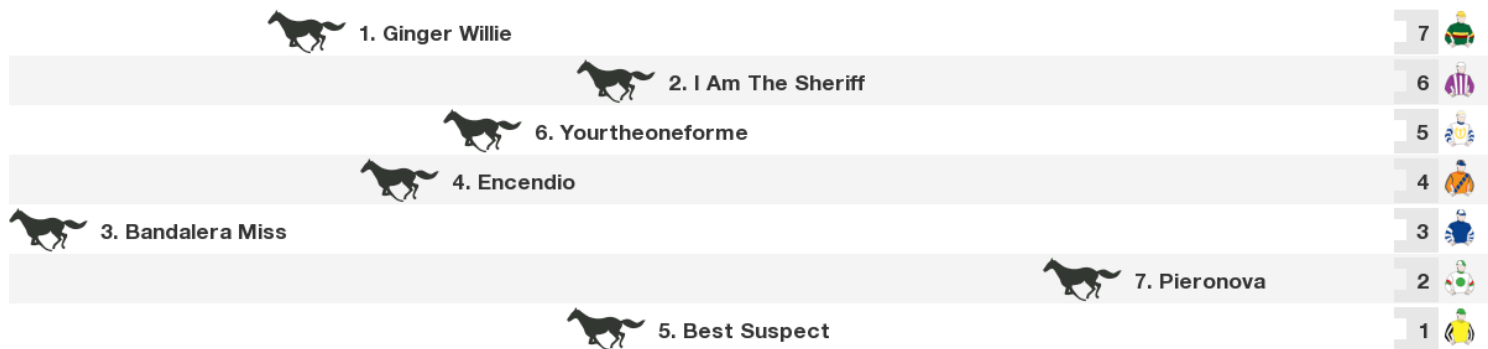 1. Ginger Willie 7
2. I Am The Sheriff 6
6. Yourtheoneforme 5
4. Encendio 4
3. Bandalera Miss 3
7. Pieronova 2
5. Best Suspect 1